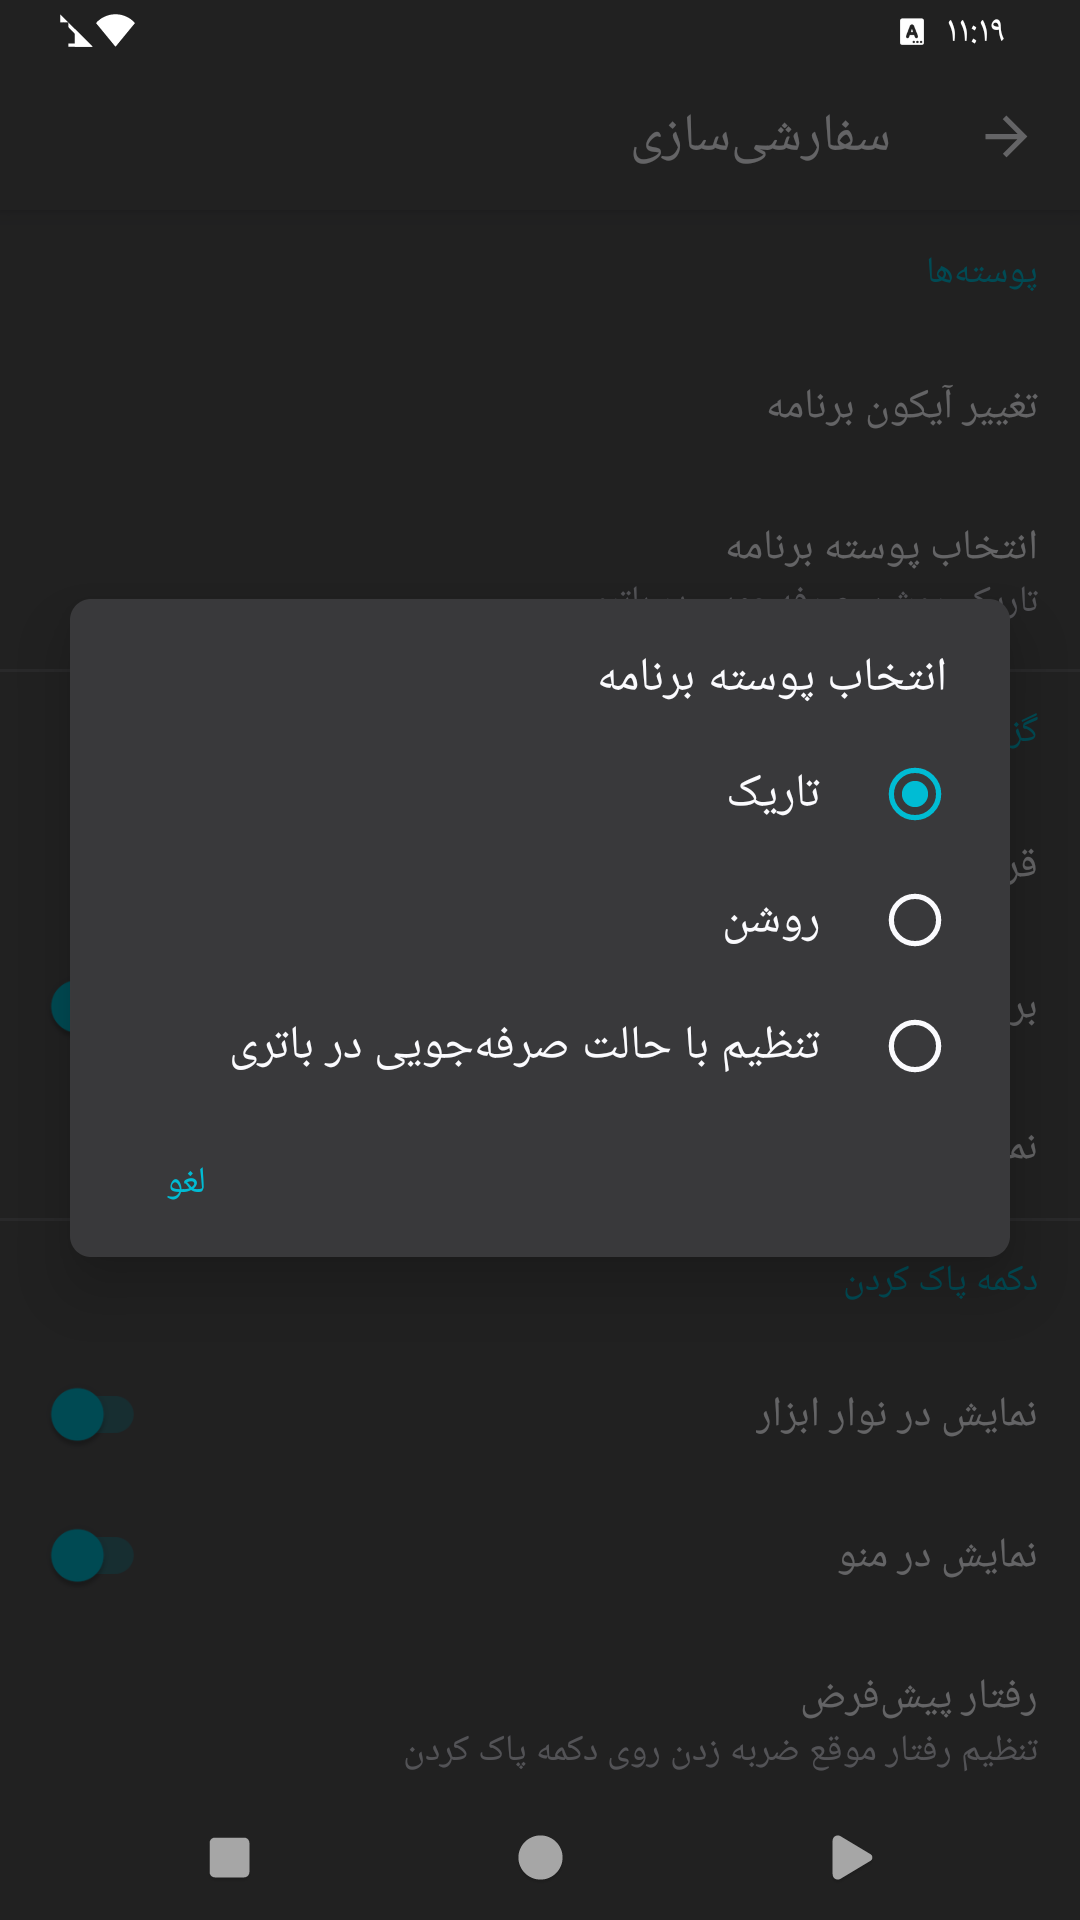 ۱۱:۱۹
سفارشی‌سازی
پوسته‌ها
تغییر آیکون برنامه
انتخاب پوسته برنامه
انتخاب پوسته برنامه
تاریک
روشن
تنظیم با حالت صرفه‌جویی در باتری
لغو
دکمه پاک کردن
نمایش در نوار ابزار
نمایش در منو
رفتار پیش‌فرض
تنظیم رفتار موقع ضربه زدن روی دکمه پاک کردن